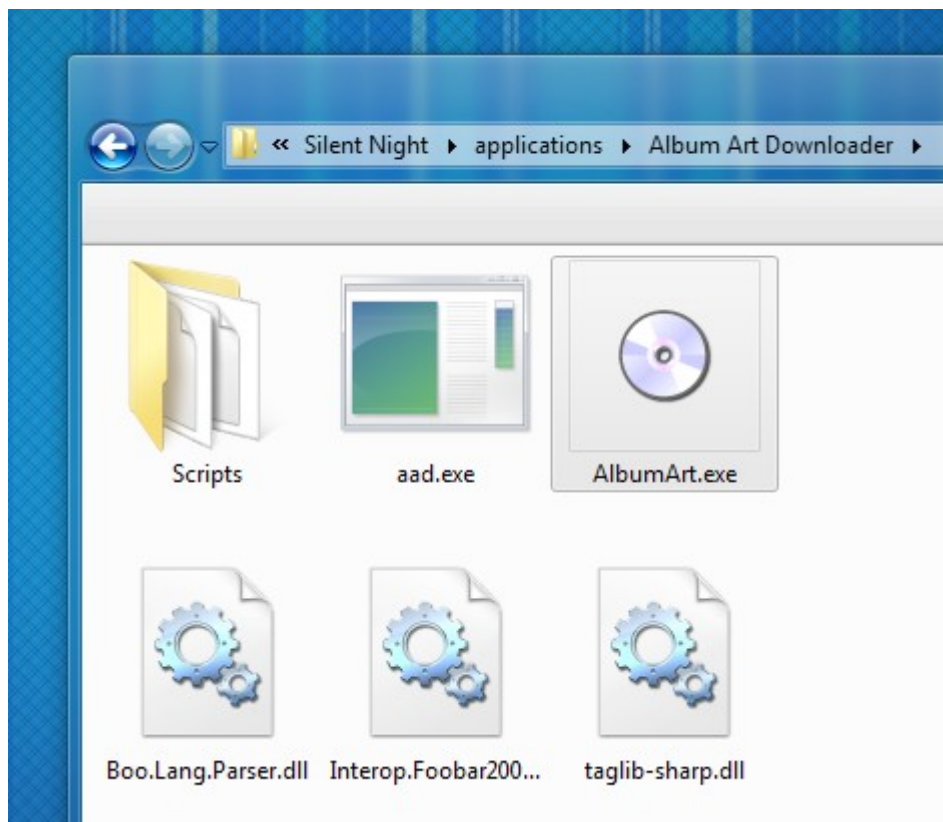 « Silent Night ▸ applications ▸ Album Art Downloader ▸
Scripts aad.exe AlbumArt.exe
Boo.Lang.Parser.dll Interop.Foobar200... taglib-sharp.dll